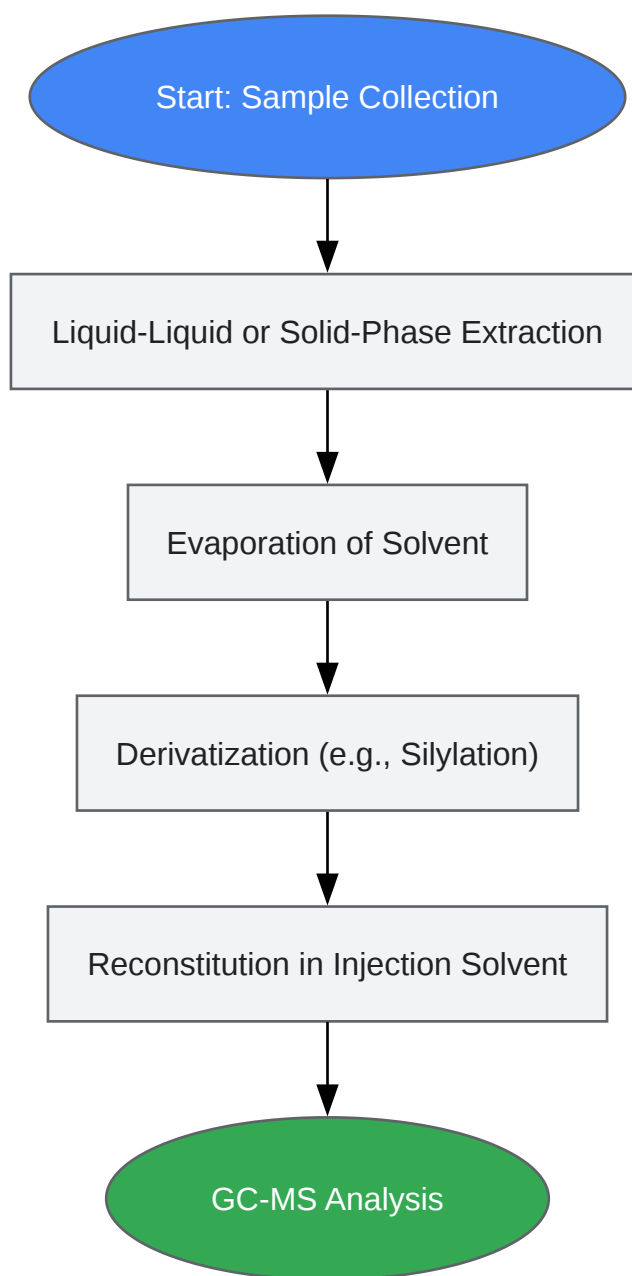 Start: Sample Collection
Liquid-Liquid or Solid-Phase Extraction
Evaporation of Solvent
Derivatization (e.g., Silylation)
Reconstitution in Injection Solvent
GC-MS Analysis